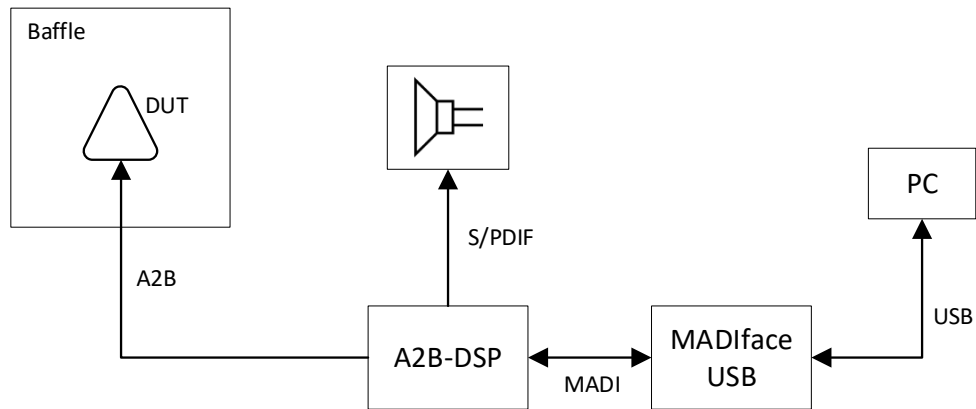 Baffle
DUT
PC
S/PDIF
A2B
USB
A2B-DSP
MADI
MADIface
USB